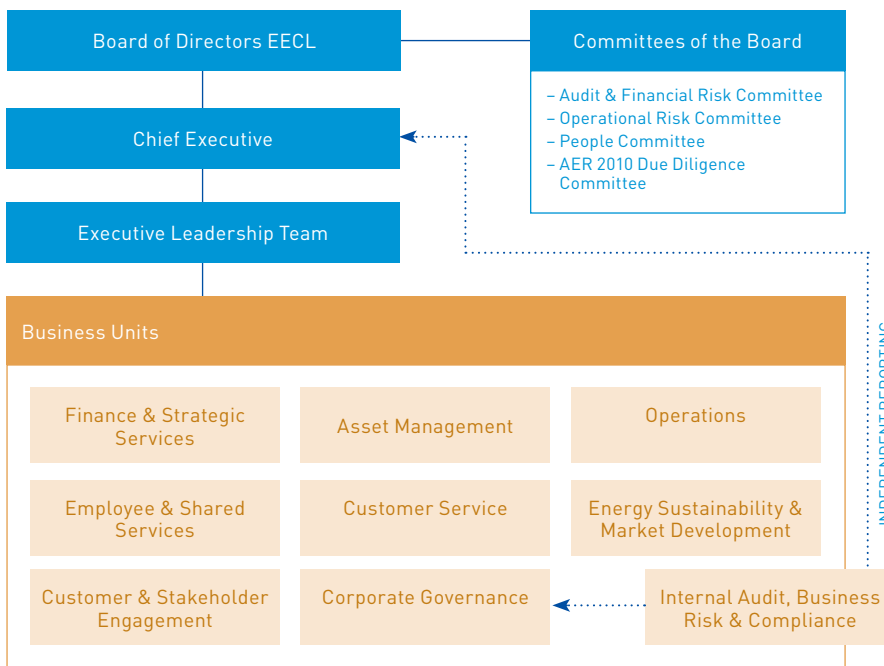 Board of Directors EECL
Committees of the Board
– Audit & Financial Risk Committee
– Operational Risk Committee
– People Committee
– AER 2010 Due Diligence
Committee
Chief Executive
Executive Leadership Team
Business Units
Finance & Strategic
Services
Asset Management
Operations
Employee & Shared
Services
Customer Service
Energy Sustainability &
Market Development
Customer & Stakeholder
Engagement
Corporate Governance
Internal Audit, Business
Risk & Compliance
INDEPENDENT REPORTING